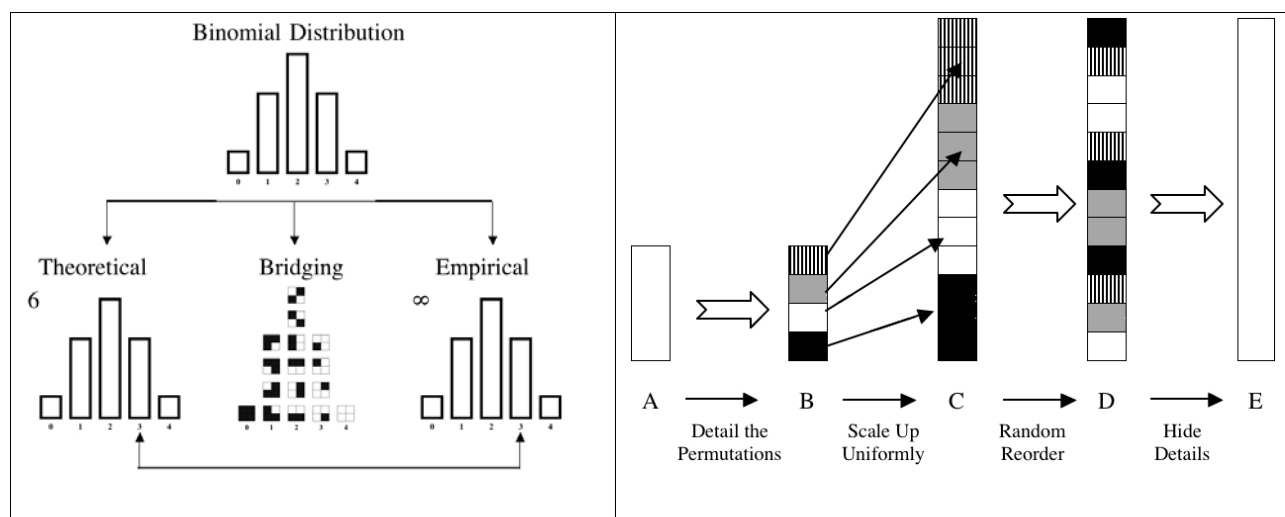 Binomial Distribution
0 1 2 3 4
Theoretical Bridging Empirical
6 ∞
0 1 2 3 4 0 1 2 3 4 0 1 2 3 4
A B C D E
Detail the Scale Up Random Hide
Permutations Uniformly Reorder Details